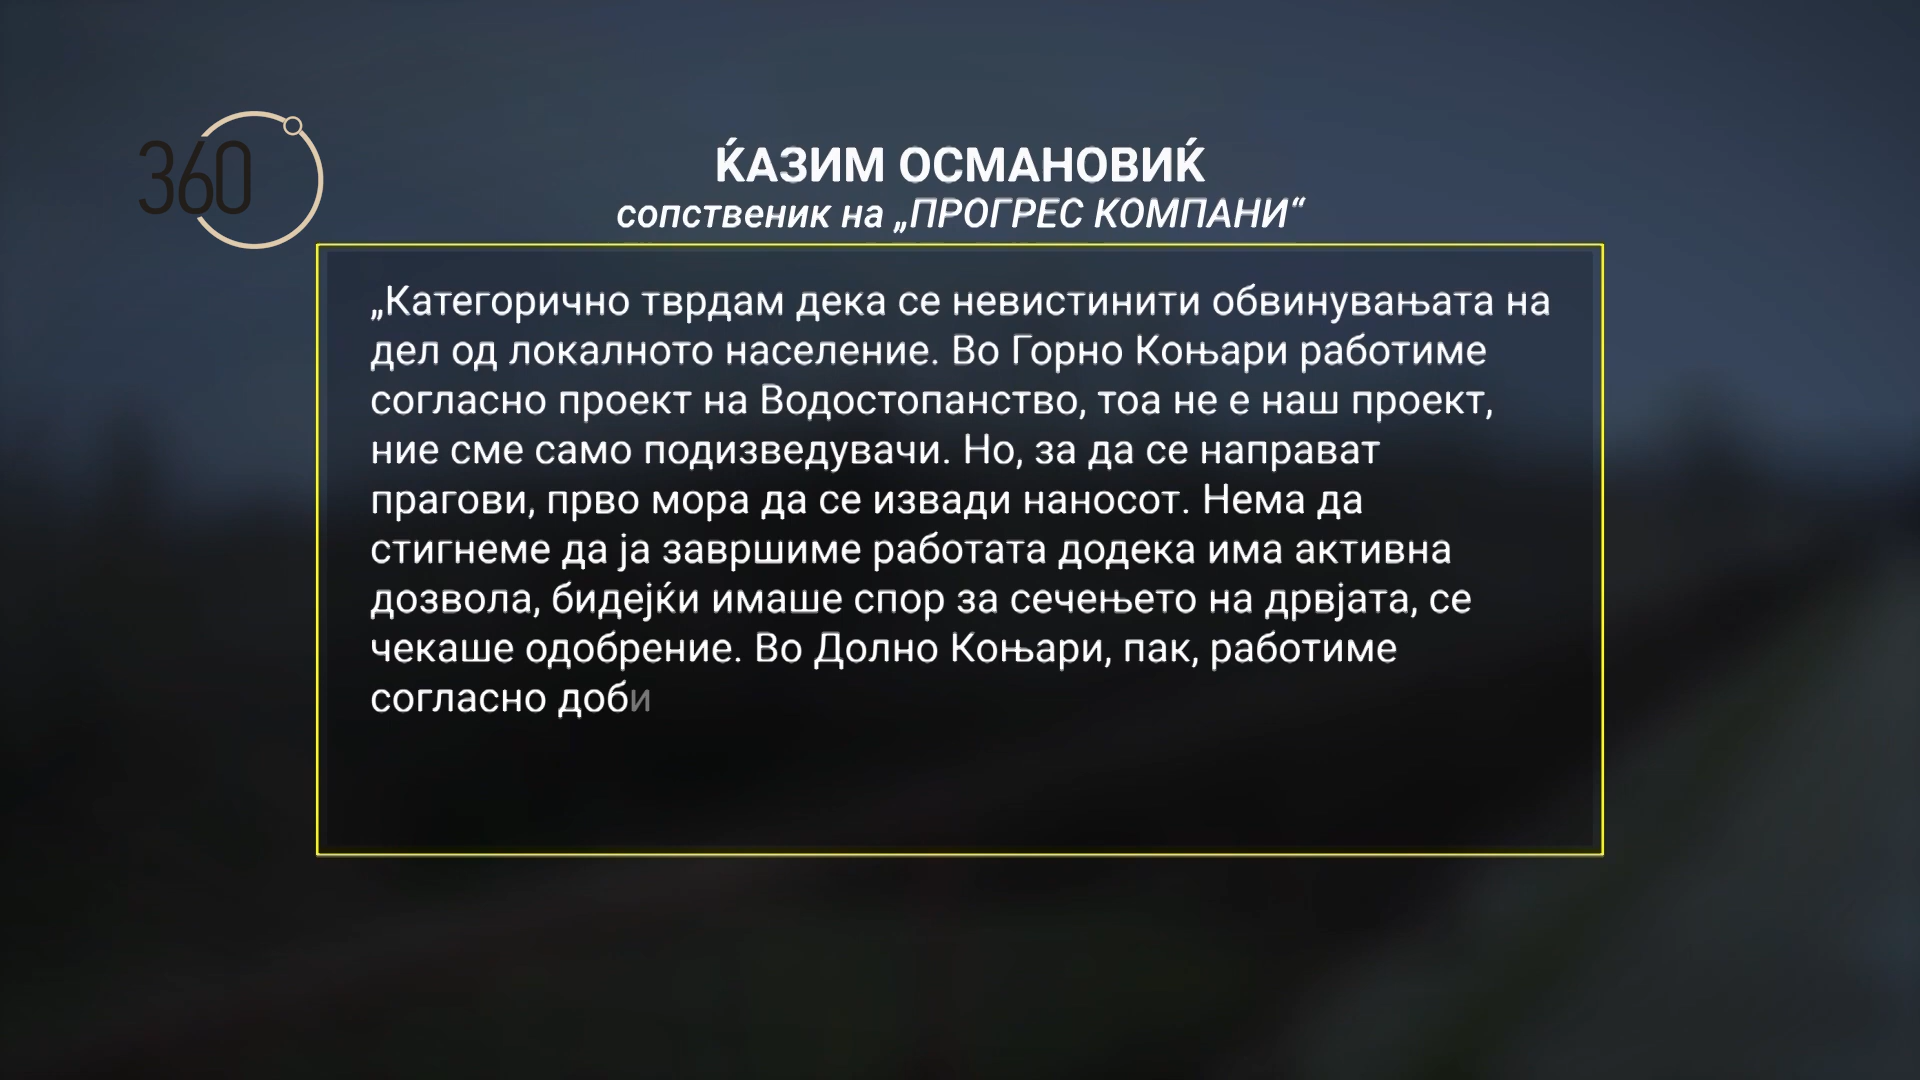 360
ЌАЗИМ ОСМАНОВИЌ
сопственик на „ПРОГРЕС КОМПАНИ“
„Категорично тврдам дека се невистинити обвинувањата на
дел од локалното население. Во Горно Коњари работиме
согласно проект на Водостопанство, тоа не е наш проект,
ние сме само подизведувачи. Но, за да се направат
прагови, прво мора да се извади наносот. Нема да
стигнеме да ја завршиме работата додека има активна
дозвола, бидејќи имаше спор за сечењето на дрвјата, се
чекаше одобрение. Во Долно Коњари, пак, работиме
согласно доби